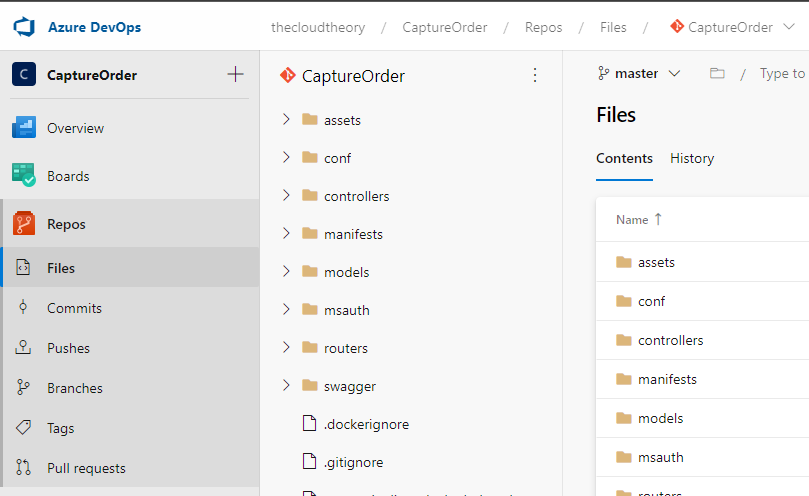 Azure DevOps
thecloudtheory / CaptureOrder / Repos / Files / CaptureOrder
C CaptureOrder
Overview
Boards
Repos
Files
Commits
Pushes
Branches
Tags
Pull requests
CaptureOrder
assets
conf
controllers
manifests
models
msauth
routers
swagger
.dockerignore
.gitignore
master / Type to
Files
Contents History
Name ↑
assets
conf
controllers
manifests
models
msauth
routers